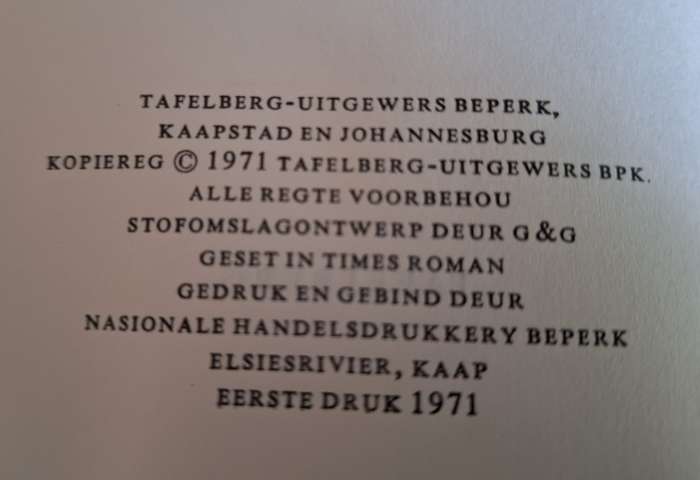 TAFELBERG-UITGEWERS BEPERK,
KAAPSTAD EN JOHANNESBURG
KOPIEREG © 1971 TAFELBERG-UITGEWERS BPK.
ALLE REGTE VOORBEHOU
STOFOMSLAGONTWERP DEUR G&G
GESET IN TIMES ROMAN
GEDRUK EN GEBIND DEUR
NASIONALE HANDELSDRUKKERY BEPERK
ELSIESRIVIER, KAAP
EERSTE DRUK 1971